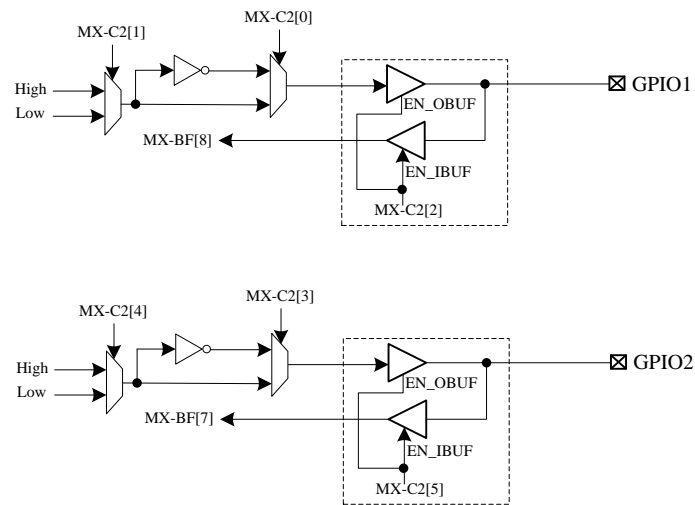 MX-C2[0]
MX-C2[1]
High
Low
GPIO1
EN_OBUF
MX-BF[8]
EN_IBUF
MX-C2[2]
MX-C2[3]
MX-C2[4]
High
Low
GPIO2
EN_OBUF
MX-BF[7]
EN_IBUF
MX-C2[5]